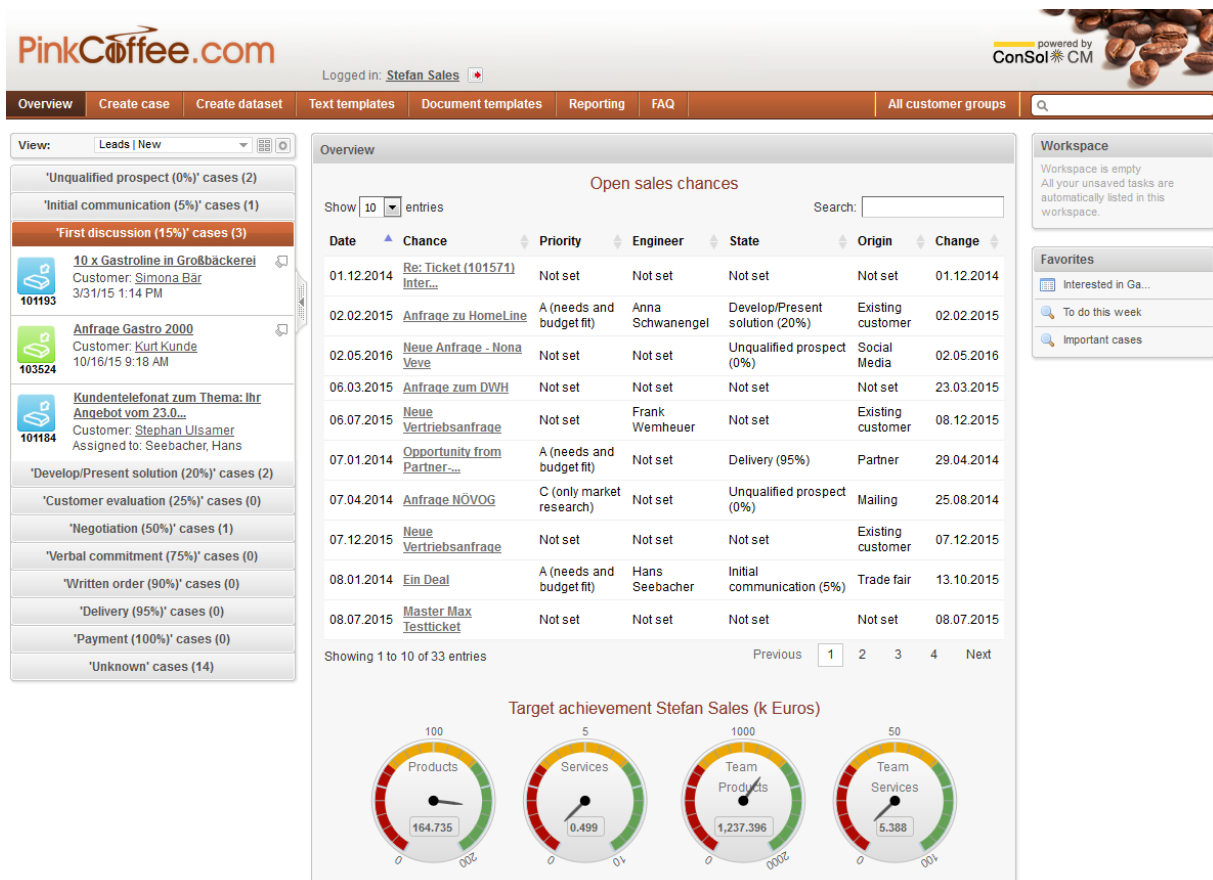 PinkCoffee.com
powered by
ConSol CM
Logged in: Stefan Sales
Overview Create case Create dataset Text templates Document templates Reporting FAQ All customer groups
View: Leads | New
'Unqualified prospect (0%)' cases (2)
'Initial communication (5%)' cases (1)
'First discussion (15%)' cases (3)
10 x Gastroline in Großbäckerei
Customer: Simona Bär
3/31/15 1:14 PM
101193
Anfrage Gastro 2000
Customer: Kurt Kunde
10/16/15 9:18 AM
103524
Kundentelefonat zum Thema: Ihr
Angebot vom 23.0...
Customer: Stephan Ulsamer
Assigned to: Seebacher, Hans
101184
'Develop/Present solution (20%)' cases (2)
'Customer evaluation (25%)' cases (0)
'Negotiation (50%)' cases (1)
'Verbal commitment (75%)' cases (0)
'Written order (90%)' cases (0)
'Delivery (95%)' cases (0)
'Payment (100%)' cases (0)
'Unknown' cases (14)
Overview
Open sales chances
Show 10 entries Search:
Date Chance Priority Engineer State Origin Change
01.12.2014 Re: Ticket (101571) Inter... Not set Not set Not set Not set 01.12.2014
02.02.2015 Anfrage zu HomeLine A (needs and budget fit) Anna Schwanengel Develop/Present solution (20%) Existing customer 02.02.2015
02.05.2016 Neue Anfrage - Nona Veve Not set Not set Unqualified prospect (0%) Social Media 02.05.2016
06.03.2015 Anfrage zum DWH Not set Not set Not set Not set 23.03.2015
06.07.2015 Neue Vertriebsanfrage Not set Frank Wemheuer Not set Existing customer 08.12.2015
07.01.2014 Opportunity from Partner-... A (needs and budget fit) Not set Delivery (95%) Partner 29.04.2014
07.04.2014 Anfrage NÖVOG C (only market research) Not set Unqualified prospect (0%) Mailing 25.08.2014
07.12.2015 Neue Vertriebsanfrage Not set Not set Not set Existing customer 07.12.2015
08.01.2014 Ein Deal A (needs and budget fit) Hans Seebacher Initial communication (5%) Trade fair 13.10.2015
08.07.2015 Master Max Testticket Not set Not set Not set Not set 08.07.2015
Showing 1 to 10 of 33 entries Previous 1 2 3 4 Next
Target achievement Stefan Sales (k Euros)
100 5 1000 50
Products Services Team Products Team Services
164.735 0.499 1,237.396 5.388
0 200 0 10 0 2000 0 100
Workspace
Workspace is empty
All your unsaved tasks are
automatically listed in this
workspace.
Favorites
Interested in Ga...
To do this week
Important cases